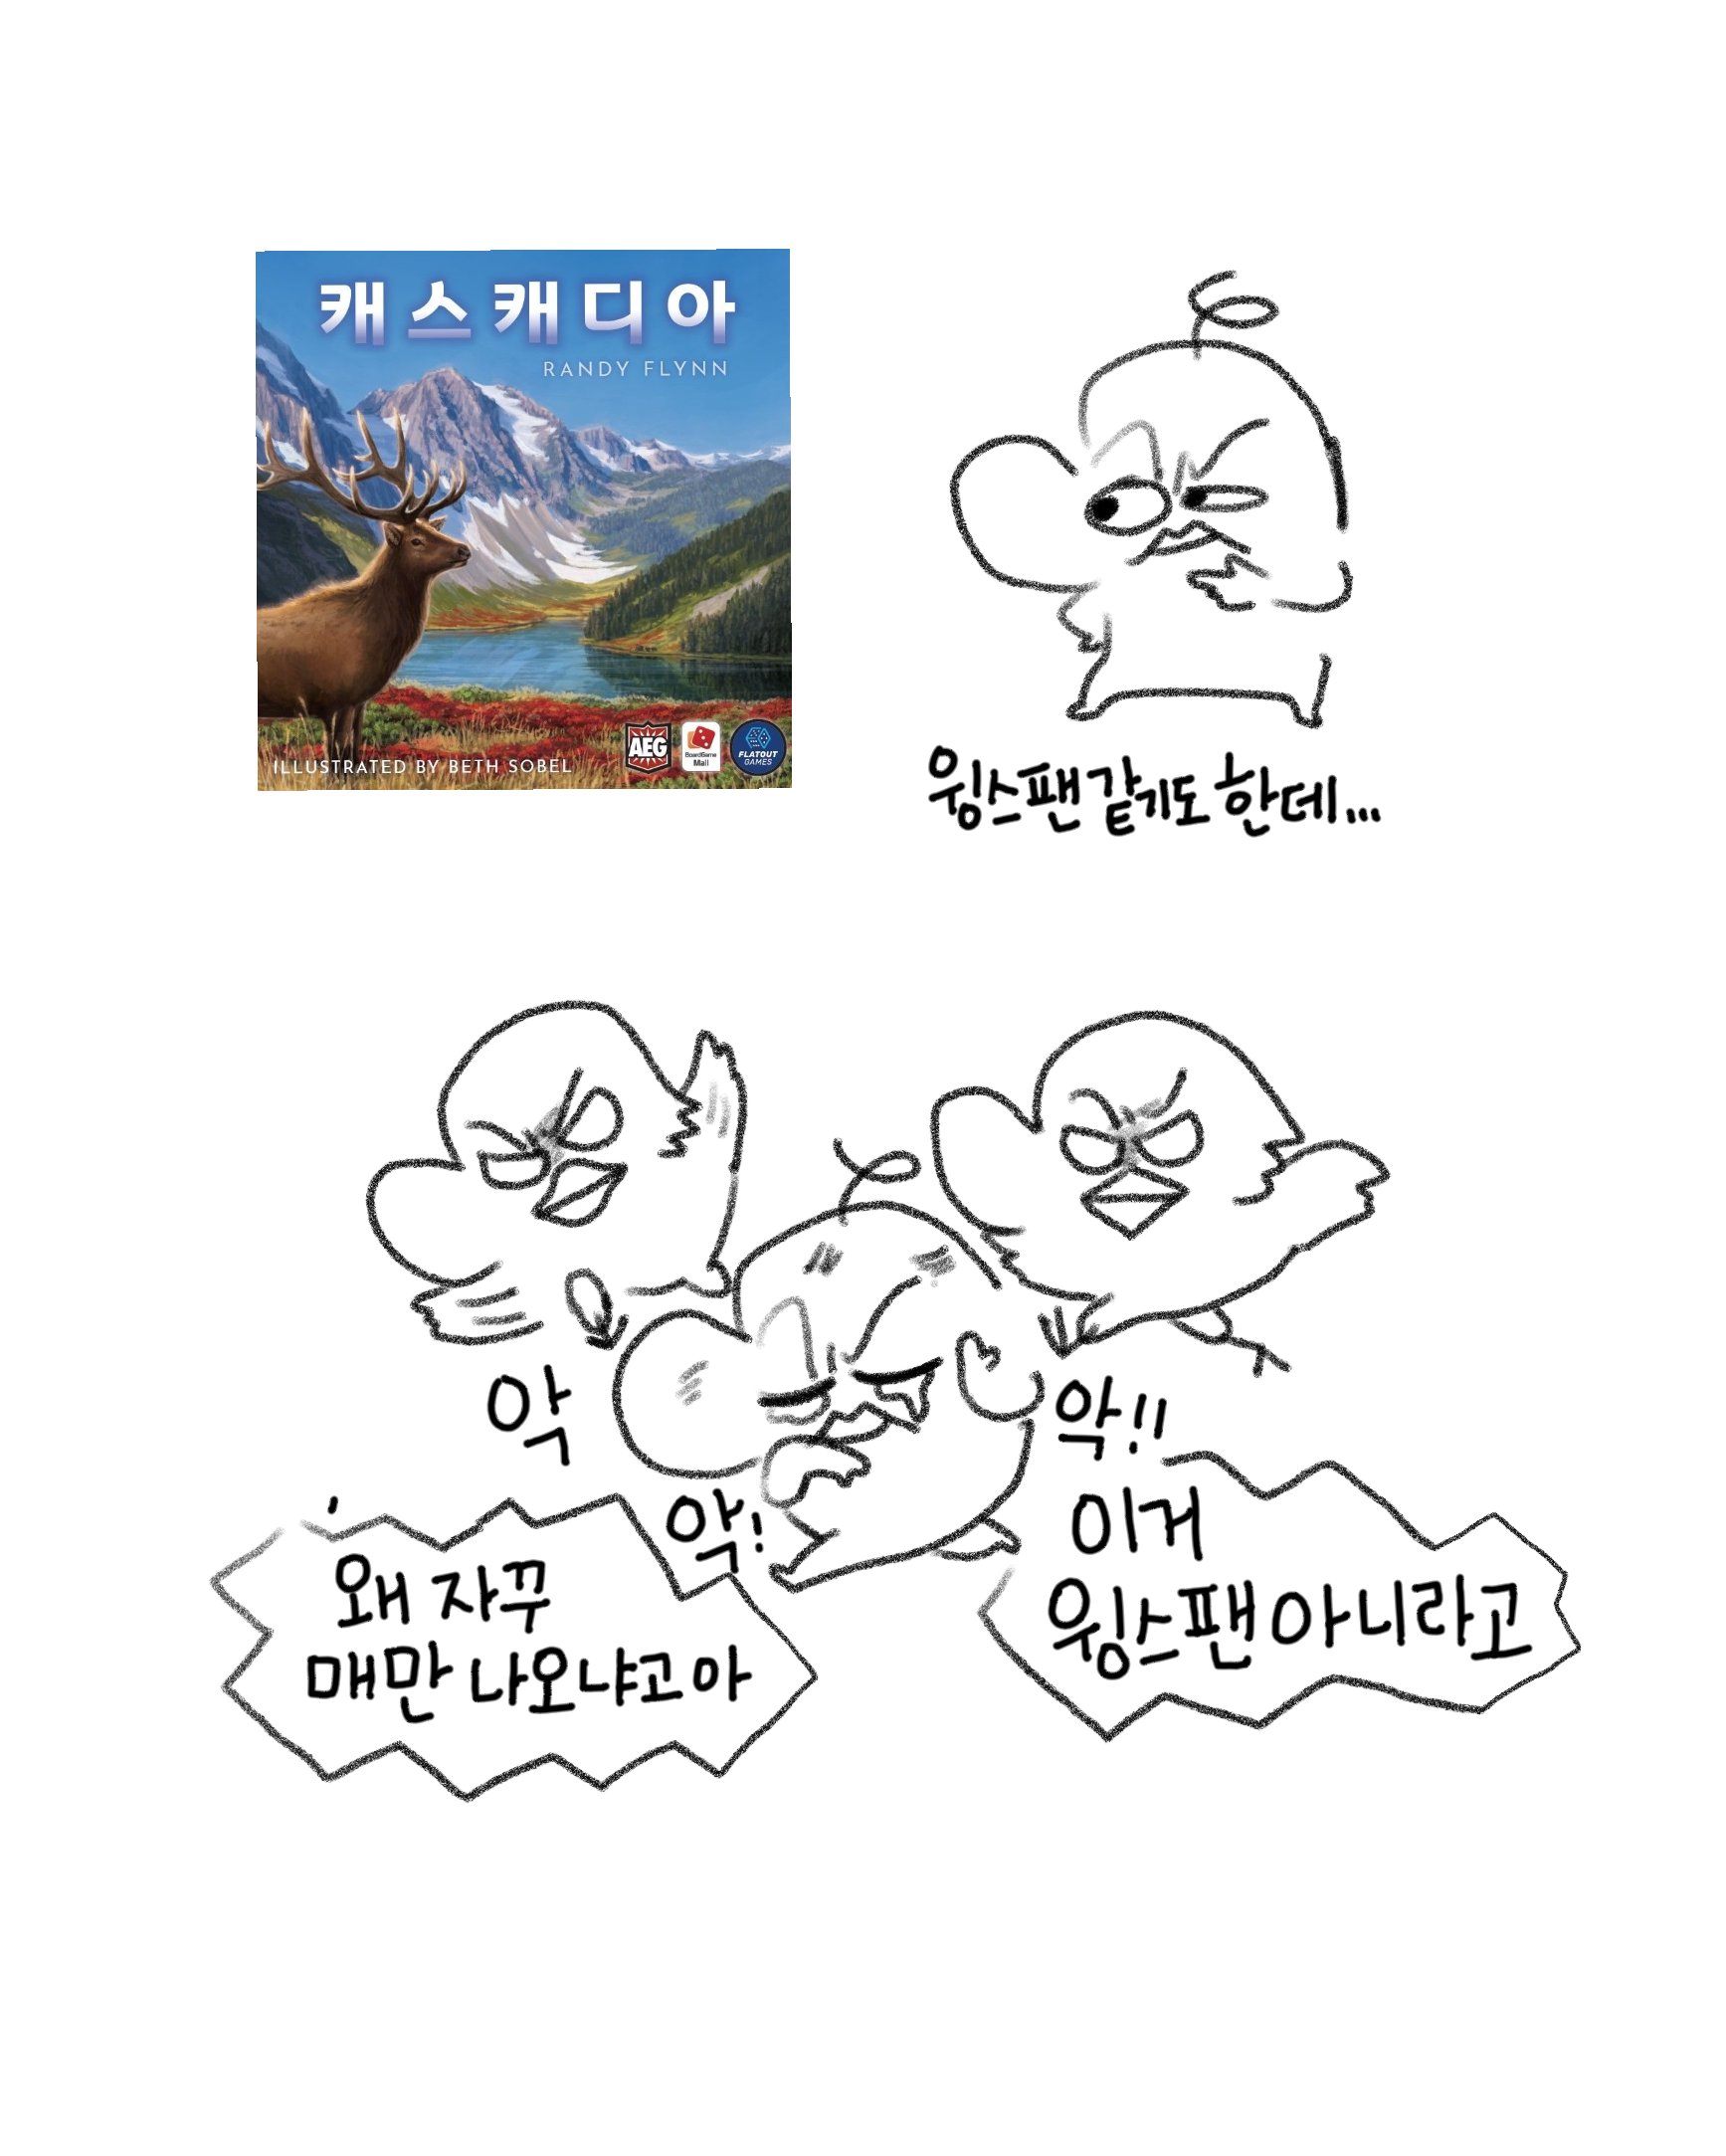 캐스캐디아
RANDY FLYNN
AEG
BoardGame
Mall
FLATOUT
GAMES
ILLUSTRATED BY BETH SOBEL
윙스팬 같기도 한데...
악
악!
악!!
왜 자꾸
매만 나오냐고아
이거
윙스팬 아니라고